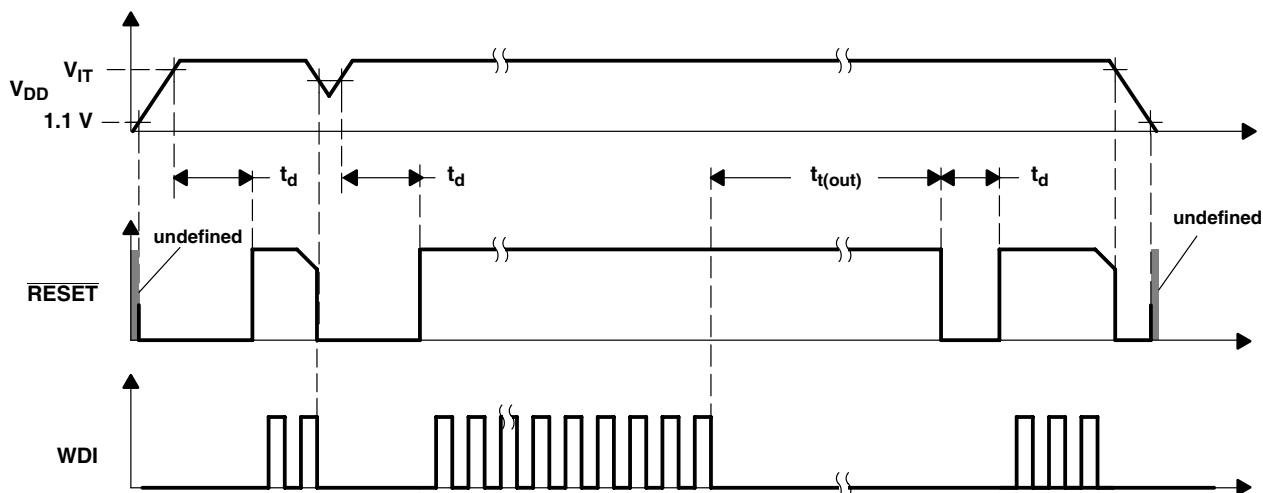 V_IT
V_DD
1.1 V
t_d
t_d
t_t(out)
t_d
undefined
undefined
RESET
WDI